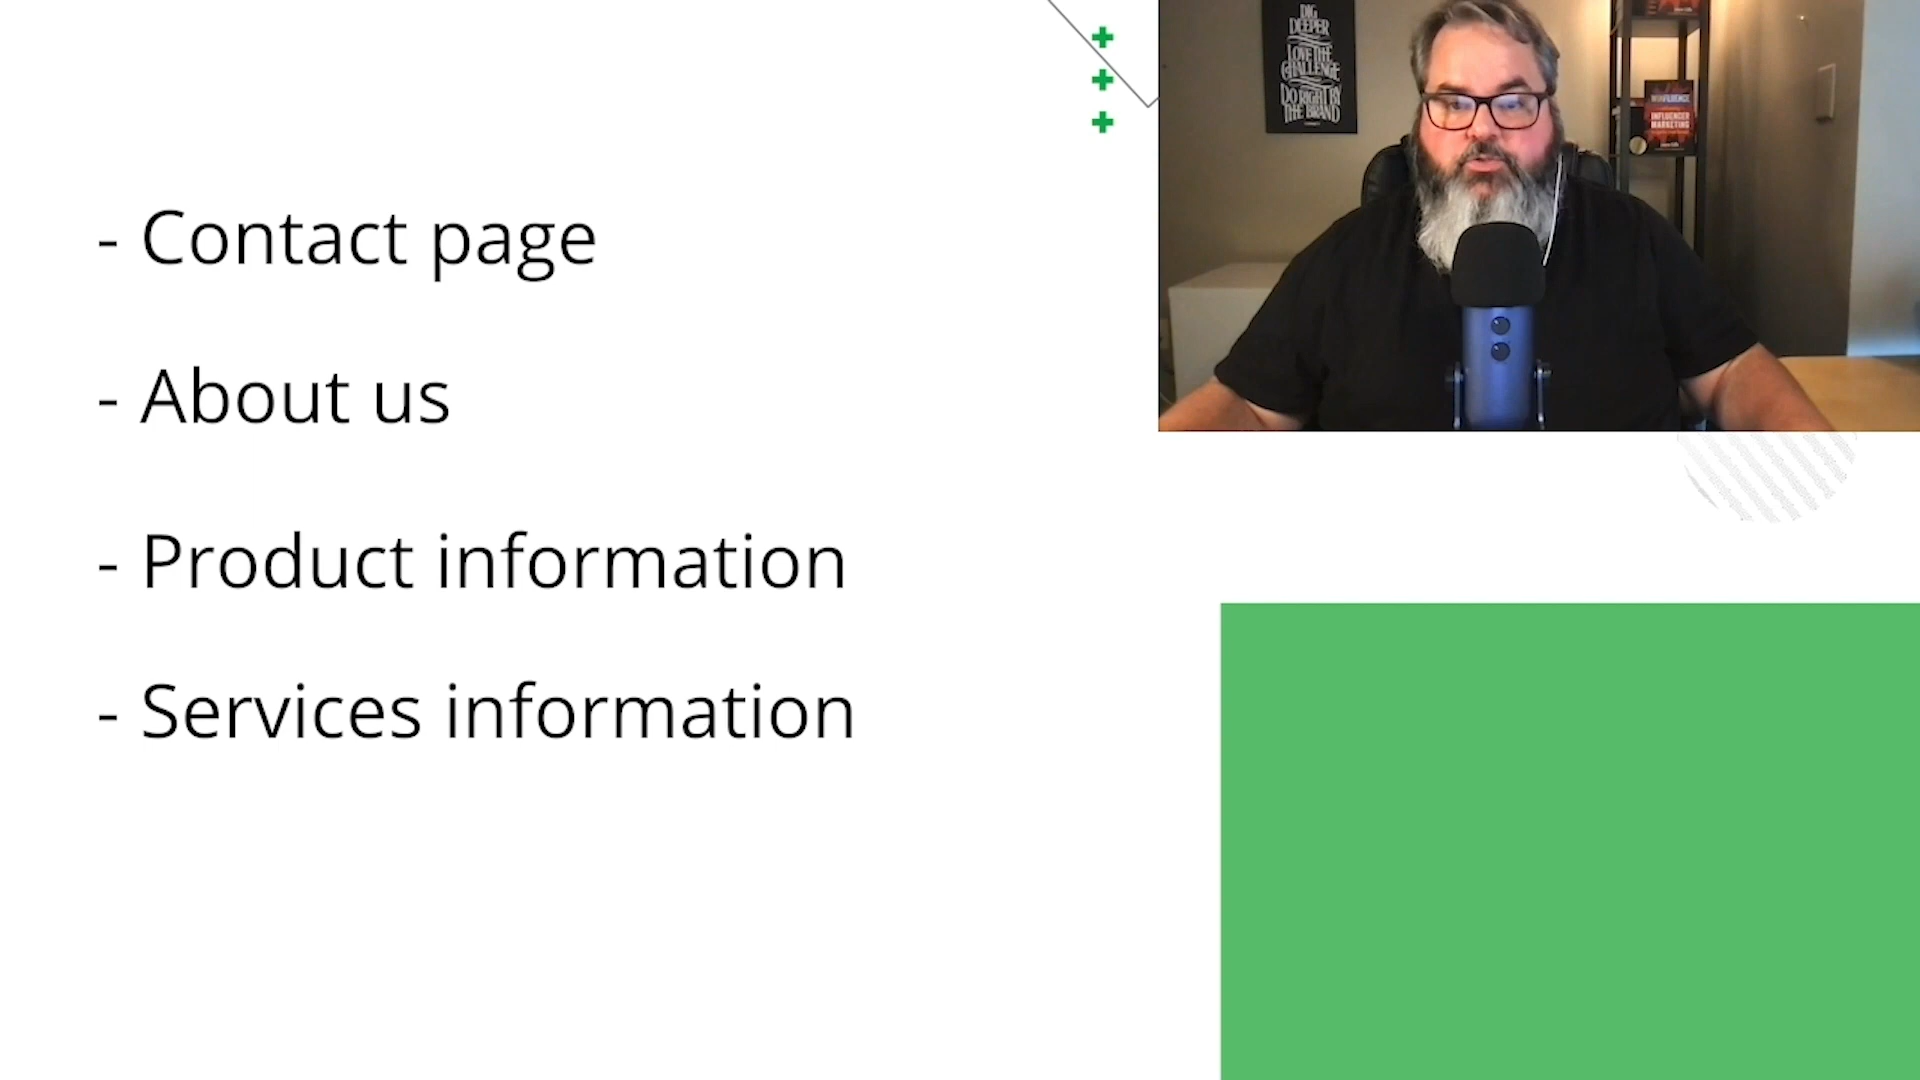 - Contact page
- About us
- Product information
- Services information
DIG
DEEPER
LOVE THE
CHALLENGE
DO RIGHT BY
THE BRAND
WINFLUENCE
INFLUENCER
MARKETING